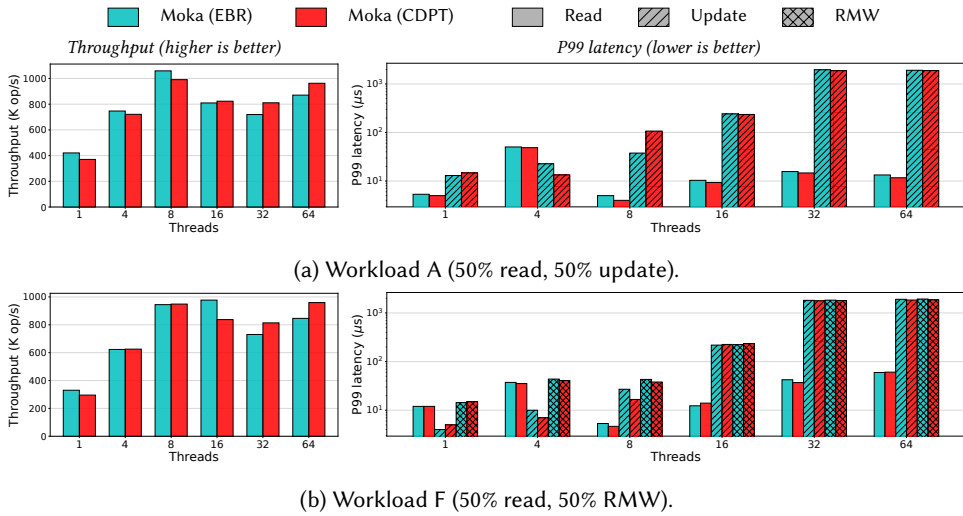 Moka (EBR) Moka (CDPT) Read Update RMW
Throughput (higher is better) P99 latency (lower is better)
Throughput (K op/s)
1000
800
600
400
200
0
1 4 8 16 32 64
Threads
P99 latency (μs)
10³
10²
10¹
1 4 8 16 32 64
Threads
(a) Workload A (50% read, 50% update).
Throughput (K op/s)
1000
800
600
400
200
0
1 4 8 16 32 64
Threads
P99 latency (μs)
10³
10²
10¹
1 4 8 16 32 64
Threads
(b) Workload F (50% read, 50% RMW).